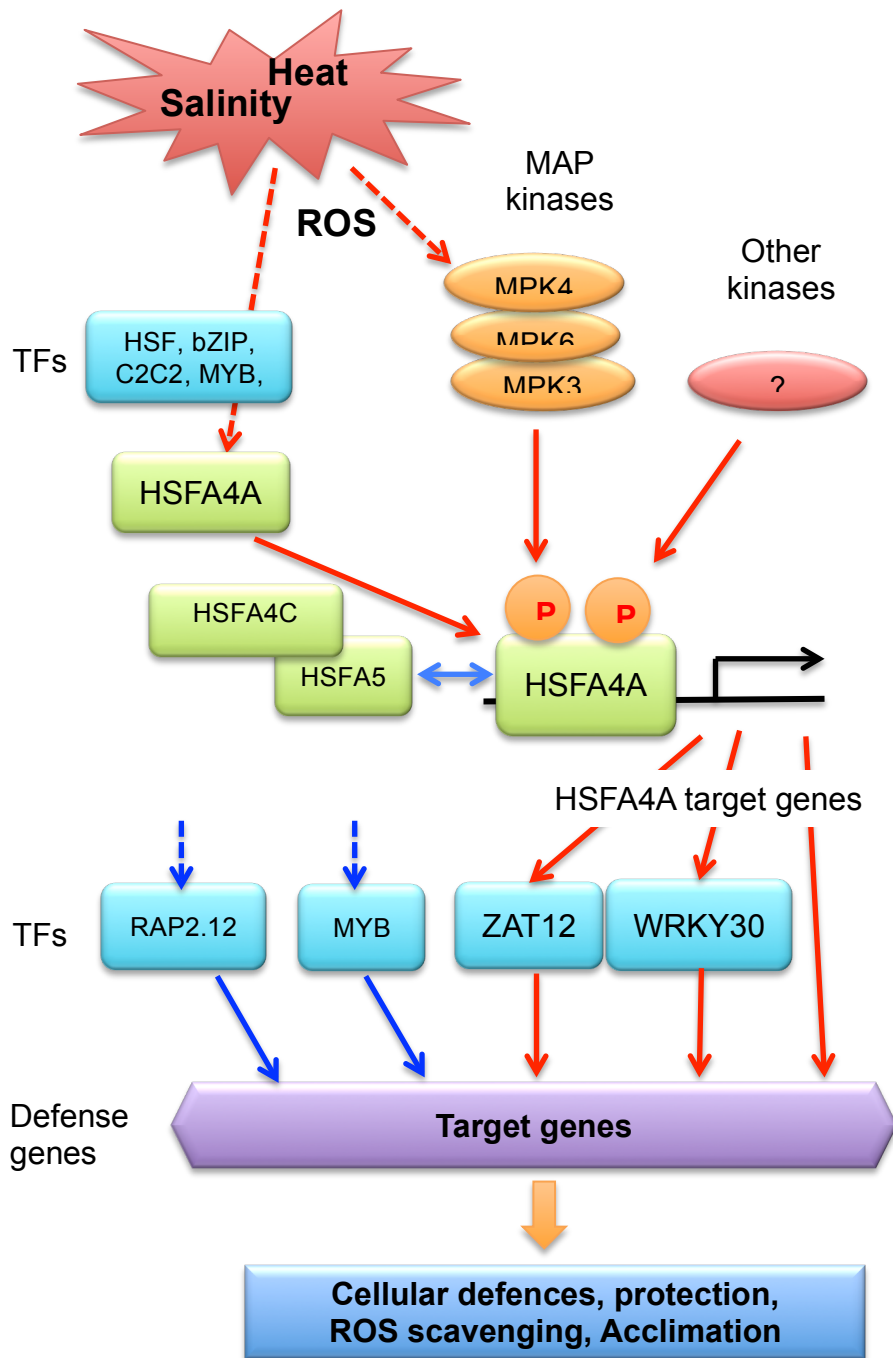 Heat
Salinity
ROS
MAP
kinases
Other
kinases
MPK4
MPK6
MPK3
?
TFs
HSF, bZIP,
C2C2, MYB,
HSFA4A
P
P
HSFA4C
HSFA5
HSFA4A
HSFA4A target genes
TFs
RAP2.12
MYB
ZAT12
WRKY30
Defense
genes
Target genes
Cellular defences, protection,
ROS scavenging, Acclimation